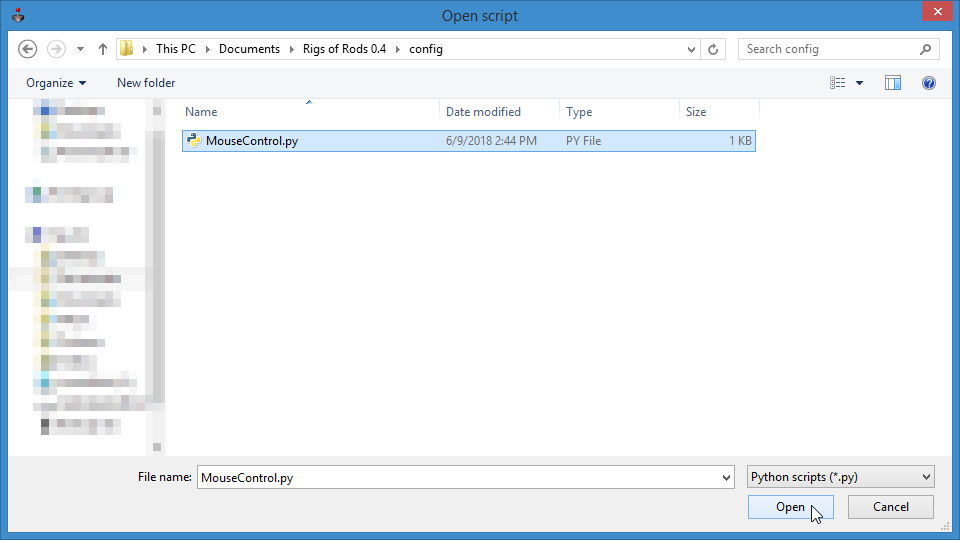 Open script
This PC Documents Rigs of Rods 0.4 config
Search config
Organize New folder
Name Date modified Type Size
MouseControl.py 6/9/2018 2:44 PM PY File 1 KB
File name: MouseControl.py Python scripts (*.py)
Open Cancel